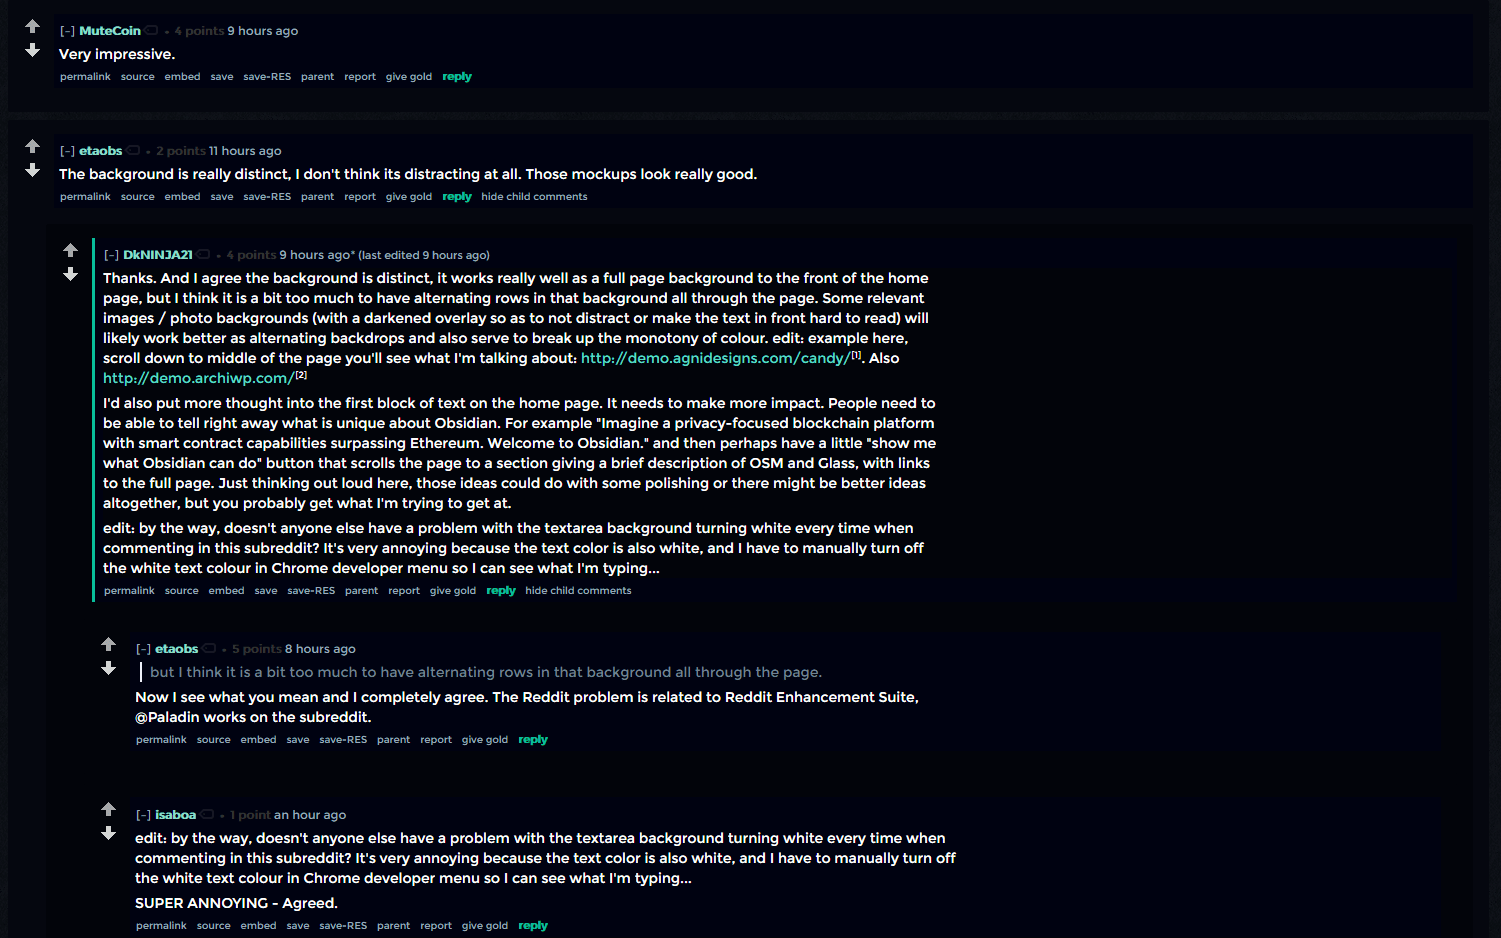 [-] MuteCoin • 4 points 9 hours ago
Very impressive.
permalink source embed save save-RES parent report give gold reply
[-] etaobs • 2 points 11 hours ago
The background is really distinct, I don't think its distracting at all. Those mockups look really good.
permalink source embed save save-RES parent report give gold reply hide child comments
[-] DkNINJA21 • 4 points 9 hours ago* (last edited 9 hours ago)
Thanks. And I agree the background is distinct, it works really well as a full page background to the front of the home
page, but I think it is a bit too much to have alternating rows in that background all through the page. Some relevant
images / photo backgrounds (with a darkened overlay so as to not distract or make the text in front hard to read) will
likely work better as alternating backdrops and also serve to break up the monotony of colour. edit: example here,
scroll down to middle of the page you'll see what I'm talking about: http://demo.agnidesigns.com/candy/[1]. Also
http://demo.archiwp.com/[2]
I'd also put more thought into the first block of text on the home page. It needs to make more impact. People need to
be able to tell right away what is unique about Obsidian. For example "Imagine a privacy-focused blockchain platform
with smart contract capabilities surpassing Ethereum. Welcome to Obsidian." and then perhaps have a little "show me
what Obsidian can do" button that scrolls the page to a section giving a brief description of OSM and Glass, with links
to the full page. Just thinking out loud here, those ideas could do with some polishing or there might be better ideas
altogether, but you probably get what I'm trying to get at.
edit: by the way, doesn't anyone else have a problem with the textarea background turning white every time when
commenting in this subreddit? It's very annoying because the text color is also white, and I have to manually turn off
the white text colour in Chrome developer menu so I can see what I'm typing...
permalink source embed save save-RES parent report give gold reply hide child comments
[-] etaobs • 5 points 8 hours ago
but I think it is a bit too much to have alternating rows in that background all through the page.
Now I see what you mean and I completely agree. The Reddit problem is related to Reddit Enhancement Suite,
@Paladin works on the subreddit.
permalink source embed save save-RES parent report give gold reply
[-] isaboa • 1 point an hour ago
edit: by the way, doesn't anyone else have a problem with the textarea background turning white every time when
commenting in this subreddit? It's very annoying because the text color is also white, and I have to manually turn off
the white text colour in Chrome developer menu so I can see what I'm typing...
SUPER ANNOYING - Agreed.
permalink source embed save save-RES parent report give gold reply